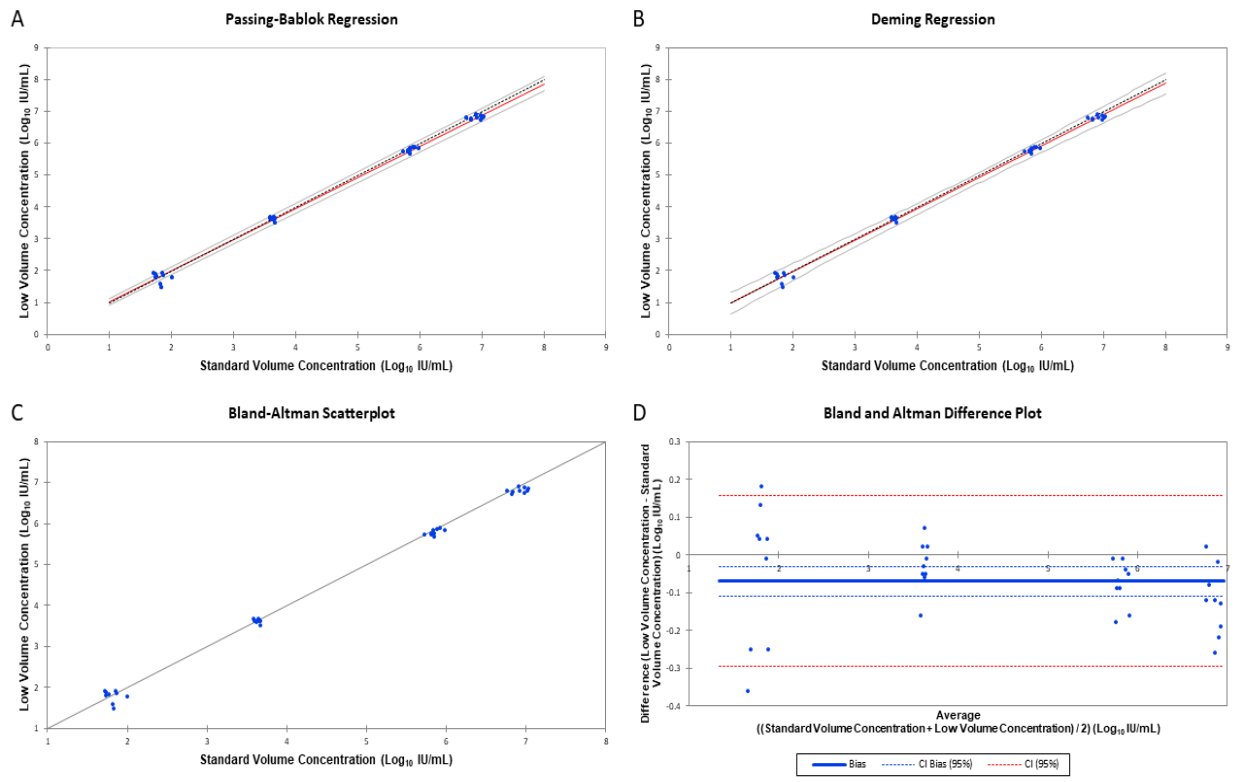 A
Passing-Bablok Regression
Low Volume Concentration (Log10 IU/mL)
9
8
7
6
5
4
3
2
1
0
0 1 2 3 4 5 6 7 8 9
Standard Volume Concentration (Log10 IU/mL)
B
Deming Regression
Low Volume Concentration (Log10 IU/mL)
9
8
7
6
5
4
3
2
1
0
0 1 2 3 4 5 6 7 8 9
Standard Volume Concentration (Log10 IU/mL)
C
Bland-Altman Scatterplot
Low Volume Concentration (Log10 IU/mL)
8
7
6
5
4
3
2
1
1 2 3 4 5 6 7 8
Standard Volume Concentration (Log10 IU/mL)
D
Bland and Altman Difference Plot
Difference (Low Volume Concentration - Standard
Volume Concentration) (Log10 IU/mL)
0.3
0.2
0.1
0
-0.1
-0.2
-0.3
-0.4
1 2 3 4 5 6 7
Average
((Standard Volume Concentration + Low Volume Concentration) / 2) (Log10 IU/mL)
Bias CI Bias (95%) CI (95%)